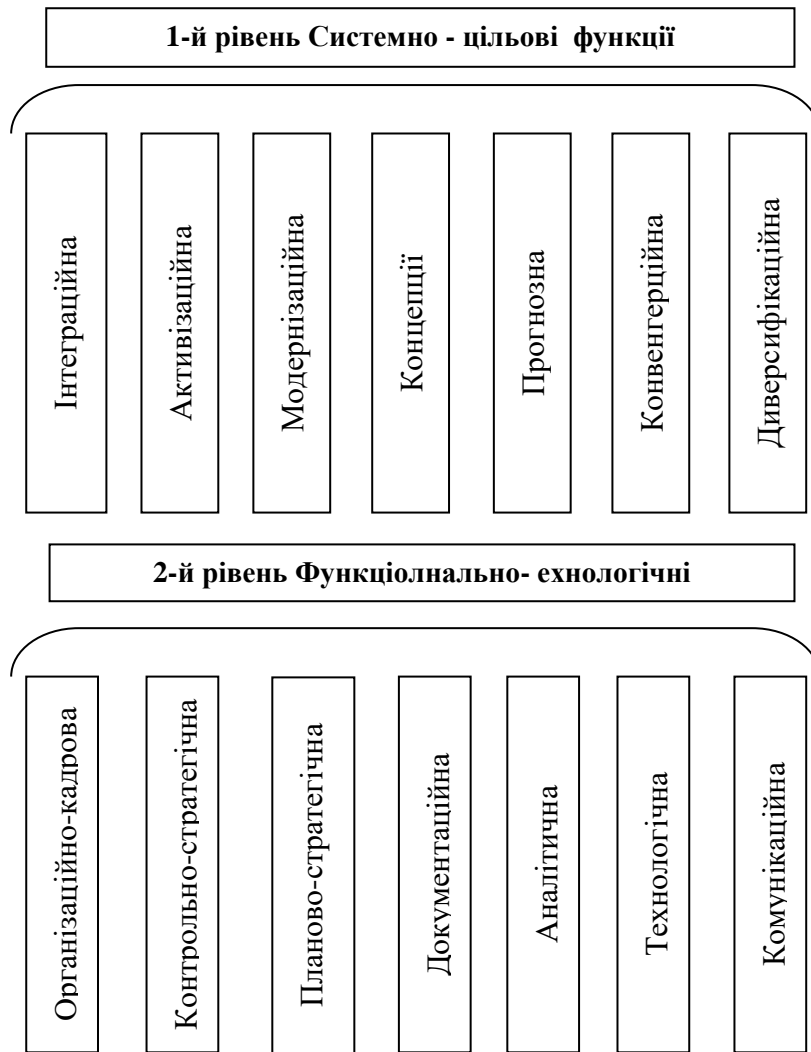 1-й рівень Системно - цільові функції
Інтеграційна
Активізаційна
Модернізаційна
Концепції
Прогнозна
Конвенгерційна
Диверсифікаційна
2-й рівень Функціолнально- ехнологічні
Організаційно-кадрова
Контрольно-стратегічна
Планово-стратегічна
Документаційна
Аналітична
Технологічна
Комунікаційна